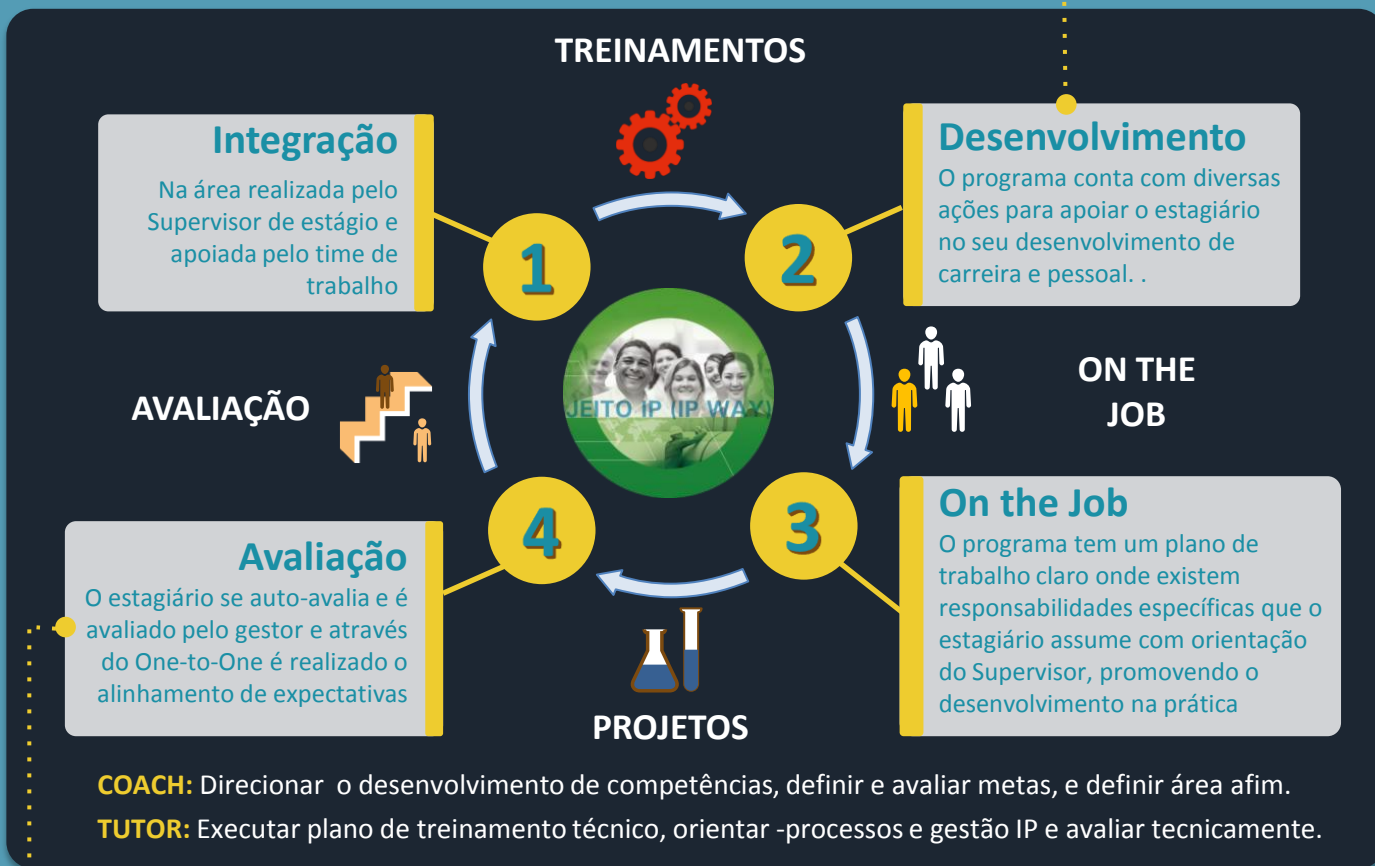 TREINAMENTOS
Integração
Na área realizada pelo
Supervisor de estágio e
apoiada pelo time de
trabalho
1
Desenvolvimento
O programa conta com diversas
ações para apoiar o estagiário
no seu desenvolvimento de
carreira e pessoal. .
2
JEITO IP (IP WAY)
AVALIAÇÃO
ON THE
JOB
On the Job
O programa tem um plano de
trabalho claro onde existem
responsabilidades específicas que o
estagiário assume com orientação
do Supervisor, promovendo o
desenvolvimento na prática
3
Avaliação
O estagiário se auto-avalia e é
avaliado pelo gestor e através
do One-to-One é realizado o
alinhamento de expectativas
4
PROJETOS
COACH: Direcionar o desenvolvimento de competências, definir e avaliar metas, e definir área afim.
TUTOR: Executar plano de treinamento técnico, orientar -processos e gestão IP e avaliar tecnicamente.